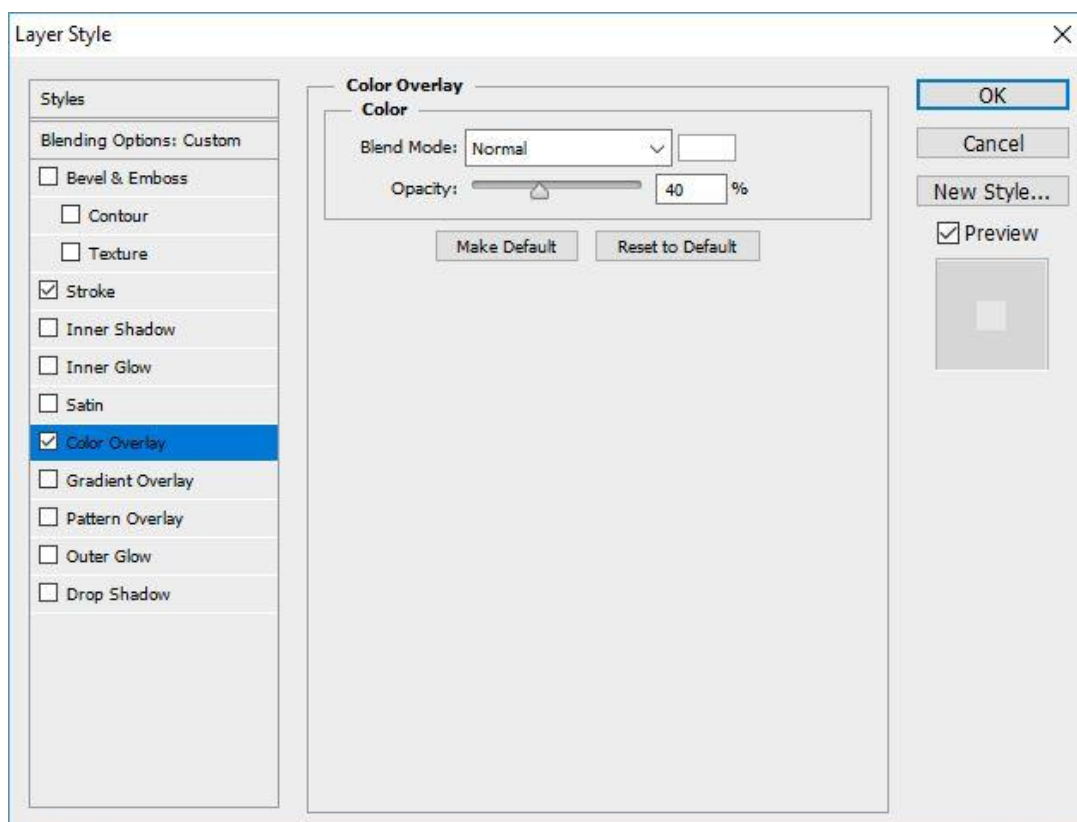 Layer Style
Styles
Blending Options: Custom
Bevel & Emboss
Contour
Texture
Stroke
Inner Shadow
Inner Glow
Satin
Color Overlay
Gradient Overlay
Pattern Overlay
Outer Glow
Drop Shadow
Color Overlay
Color
Blend Mode: Normal
Opacity: 40 %
Make Default Reset to Default
OK
Cancel
New Style...
Preview